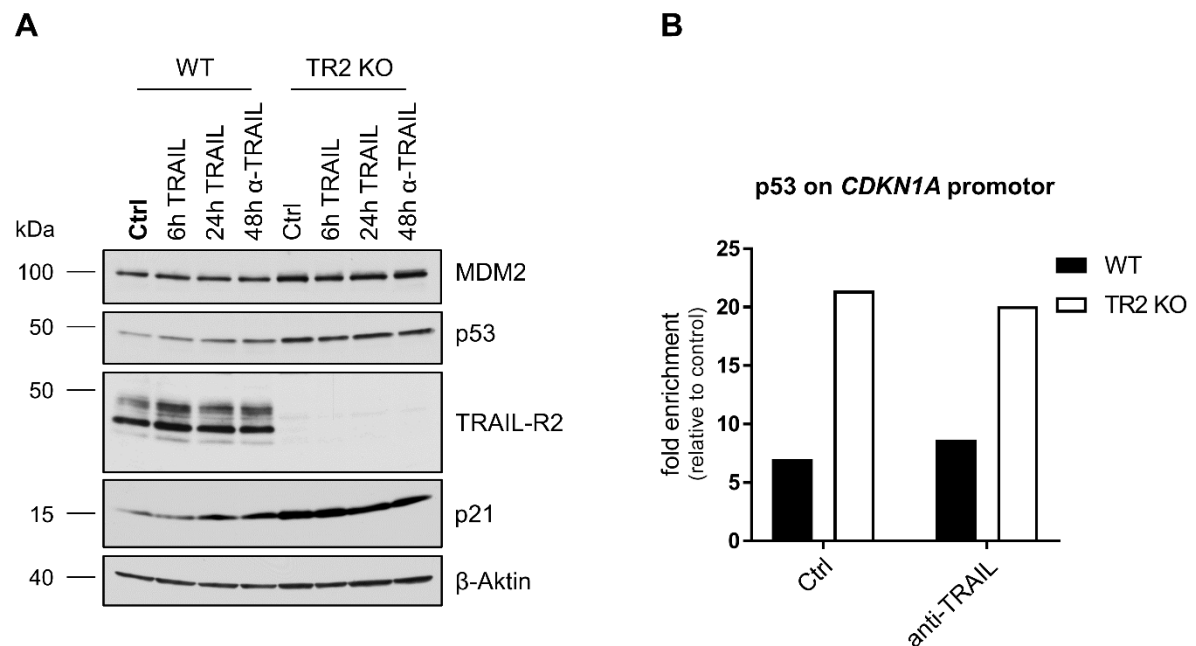 A
WT
TR2 KO
Ctrl
6h TRAIL
24h TRAIL
48h α-TRAIL
Ctrl
6h TRAIL
24h TRAIL
48h α-TRAIL
kDa
100
MDM2
50
p53
50
TRAIL-R2
15
p21
40
β-Aktin
B
p53 on CDKN1A promotor
fold enrichment
(relative to control)
25
20
15
10
5
0
Ctrl
anti-TRAIL
WT
TR2 KO